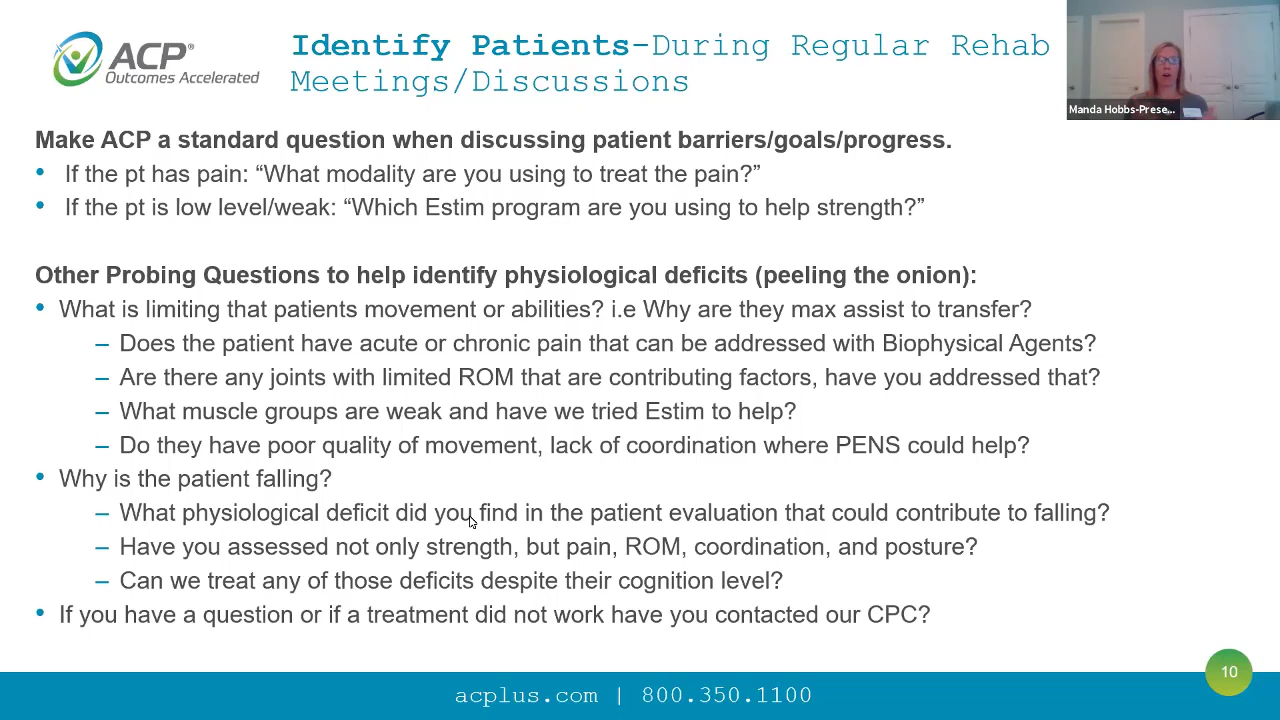 ACP®
Outcomes Accelerated
Identify Patients-During Regular Rehab
Meetings/Discussions
Manda Hobbs-Prese...
Make ACP a standard question when discussing patient barriers/goals/progress.
• If the pt has pain: “What modality are you using to treat the pain?”
• If the pt is low level/weak: “Which Estim program are you using to help strength?”
Other Probing Questions to help identify physiological deficits (peeling the onion):
• What is limiting that patients movement or abilities? i.e Why are they max assist to transfer?
– Does the patient have acute or chronic pain that can be addressed with Biophysical Agents?
– Are there any joints with limited ROM that are contributing factors, have you addressed that?
– What muscle groups are weak and have we tried Estim to help?
– Do they have poor quality of movement, lack of coordination where PENS could help?
• Why is the patient falling?
– What physiological deficit did you find in the patient evaluation that could contribute to falling?
– Have you assessed not only strength, but pain, ROM, coordination, and posture?
– Can we treat any of those deficits despite their cognition level?
• If you have a question or if a treatment did not work have you contacted our CPC?
10
acplus.com | 800.350.1100